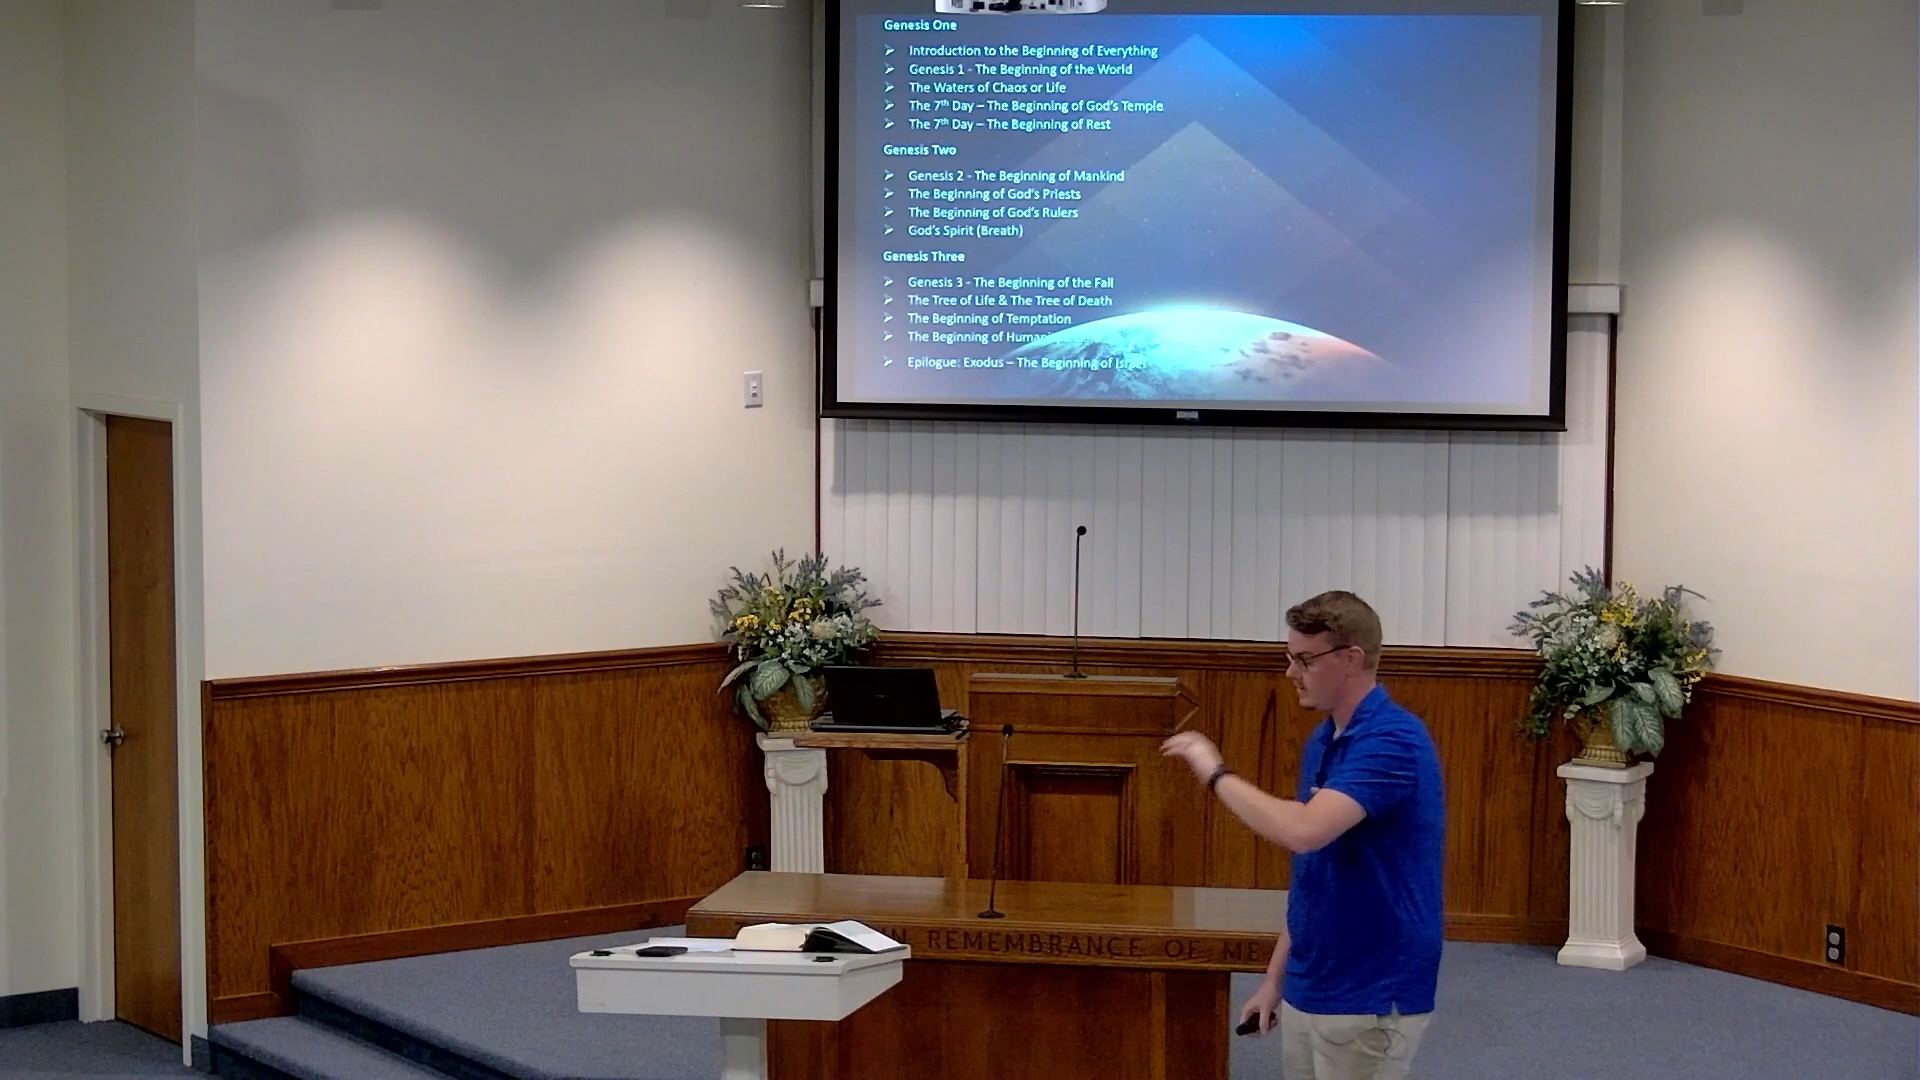 Genesis One
➢ Introduction to the Beginning of Everything
➢ Genesis 1 - The Beginning of the World
➢ The Waters of Chaos or Life
➢ The 7th Day – The Beginning of God's Temple
➢ The 7th Day – The Beginning of Rest
Genesis Two
➢ Genesis 2 - The Beginning of Mankind
➢ The Beginning of God's Priests
➢ The Beginning of God's Rulers
➢ God's Spirit (Breath)
Genesis Three
➢ Genesis 3 - The Beginning of the Fall
➢ The Tree of Life & The Tree of Death
➢ The Beginning of Temptation
➢ The Beginning of
➢ Epilogue: Exodus – The Beginning of Israel
IN REMEMBRANCE OF ME